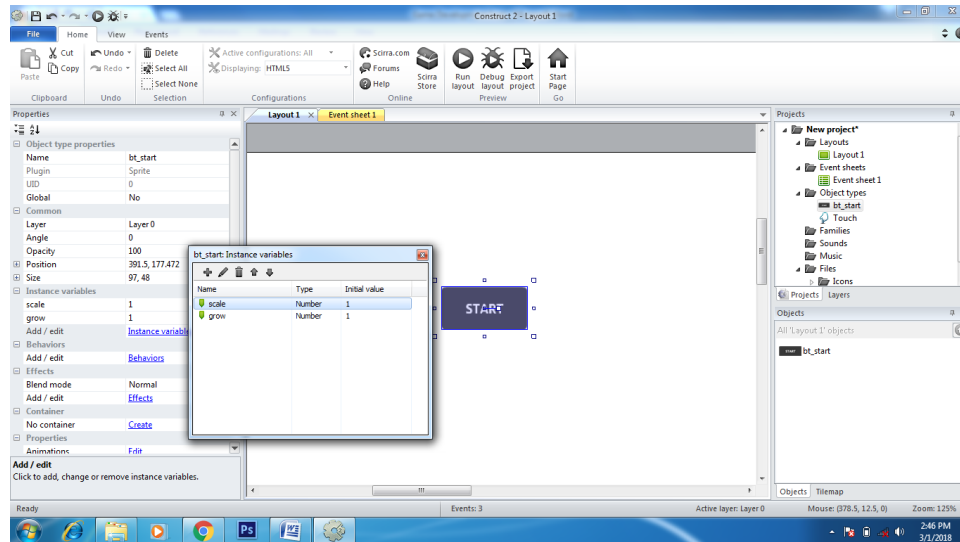 Construct 2 - Layout 1
File Home View Events
Paste
Cut
Copy
Clipboard
Undo
Redo
Undo
Delete
Select All
Select None
Selection
Active configurations: All
Displaying: HTML5
Configurations
Scirra.com
Forums
Help
Scirra Store
Online
Run layout
Debug layout
Export project
Preview
Start Page
Go
Properties
Object type properties
Name bt_start
Plugin Sprite
UID 0
Global No
Common
Layer Layer 0
Angle 0
Opacity 100
Position 391.5, 177.472
Size 97, 48
Instance variables
scale 1
grow 1
Add / edit Instance variabl
Behaviors
Add / edit Behaviors
Effects
Blend mode Normal
Add / edit Effects
Container
No container Create
Properties
Animations Edit
Add / edit
Click to add, change or remove instance variables.
Layout 1 Event sheet 1
bt_start: Instance variables
Name Type Initial value
scale Number 1
grow Number 1
START
Projects
New project*
Layouts
Layout 1
Event sheets
Event sheet 1
Object types
bt_start
Touch
Families
Sounds
Music
Files
Icons
Projects Layers
Objects
All 'Layout 1' objects
bt_start
Objects Tilemap
Ready Events: 3 Active layer: Layer 0 Mouse: (378.5, 12.5, 0) Zoom: 125%
Ps
2:46 PM
3/1/2018